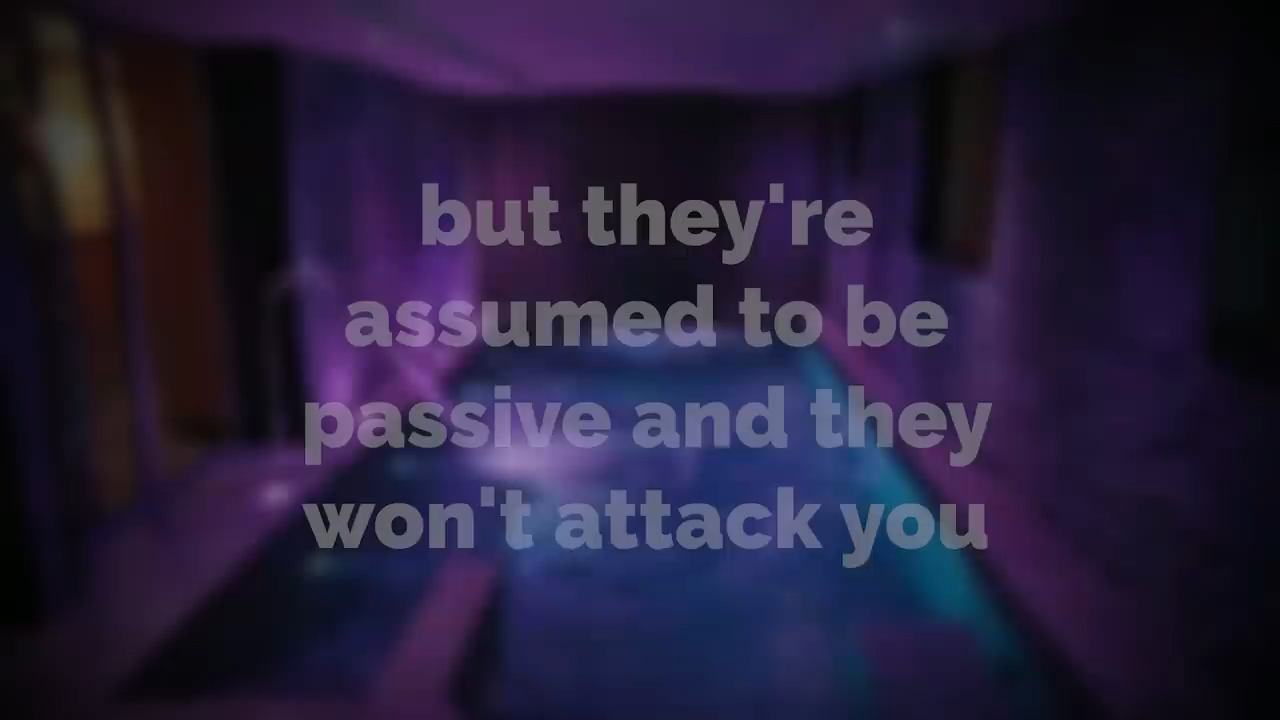 but they're
assumed to be
passive and they
won't attack you